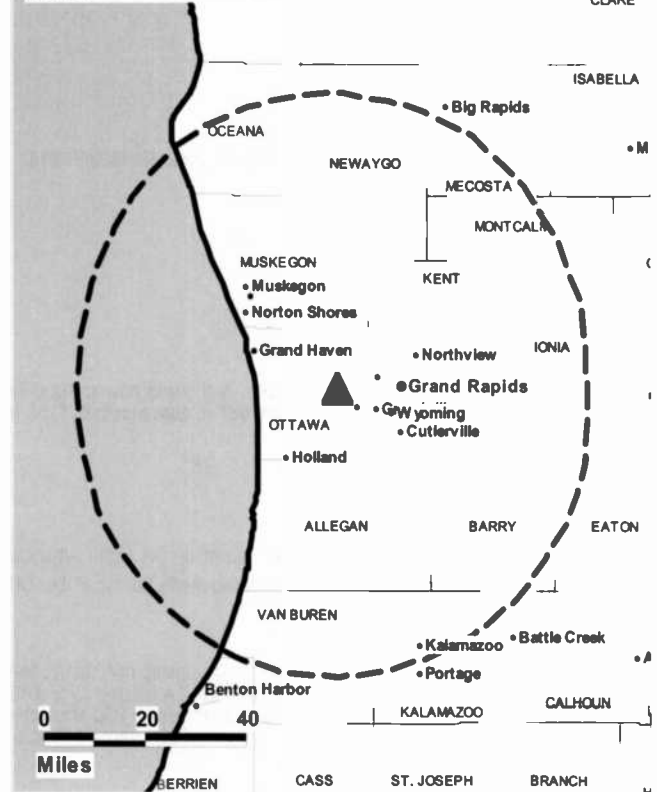 CLARE
ISABELLA
Big Rapids
OCEANA
M
NEWAYGO
MECOSTA
MONTCAL
MUSKEGON
KENT
Muskegon
Norton Shores
Grand Haven
Northview
IONIA
Grand Rapids
G
Wyoming
OTTAWA
Cutlerville
Holland
ALLEGAN
BARRY
EATON
VAN BUREN
Kalamazoo
Battle Creek
A
Portage
Benton Harbor
KALAMAZOO
CALHOUN
0 20 40
Miles
BERRIEN
CASS
ST. JOSEPH
BRANCH